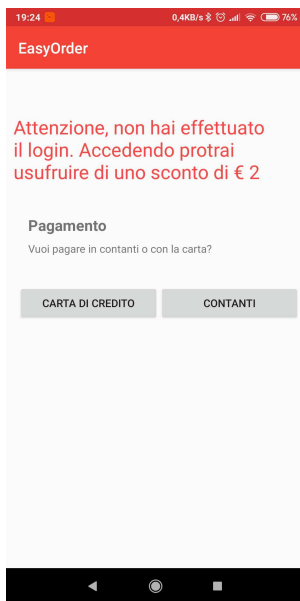 19:24 0,4KB/s 76%
EasyOrder
Attenzione, non hai effettuato
il login. Accedendo protrai
usufruire di uno sconto di € 2
Pagamento
Vuoi pagare in contanti o con la carta?
CARTA DI CREDITO CONTANTI